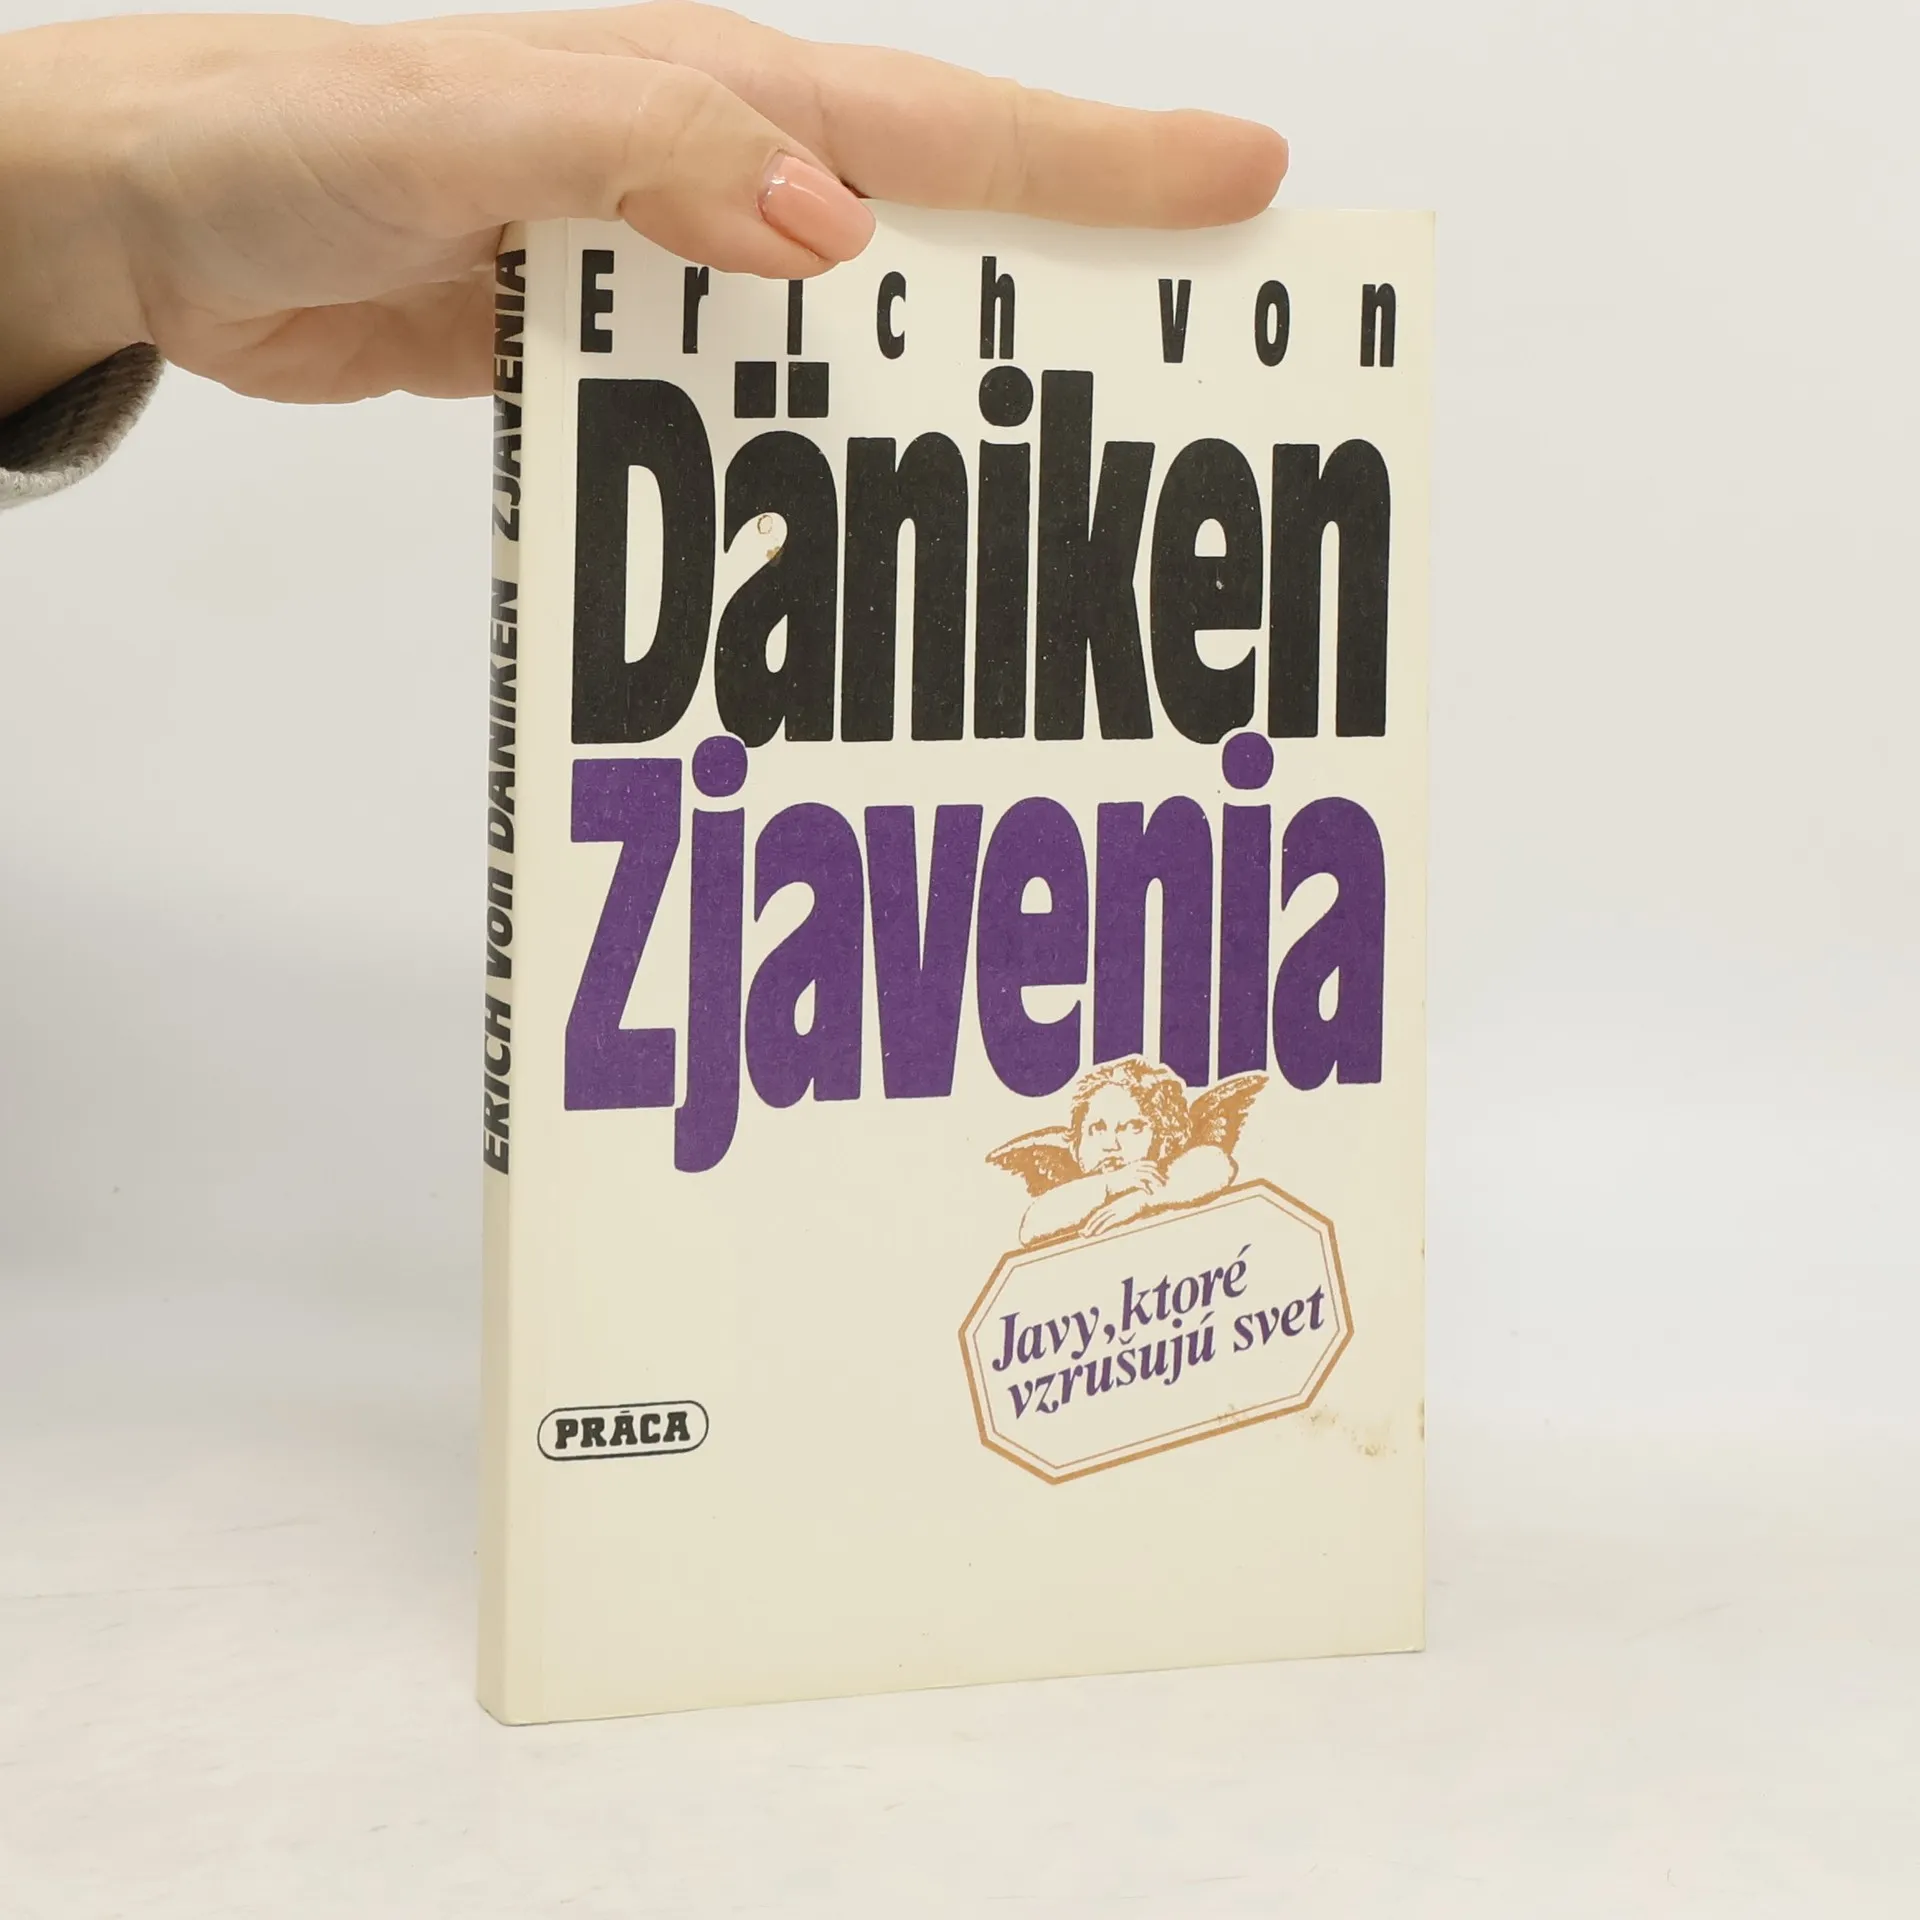 Erich von
Däniken
Zjavenia
Javy, ktoré
vzrušujú svet
PRÁCA
ERICH von DÄNIKEN ZJAVENIA